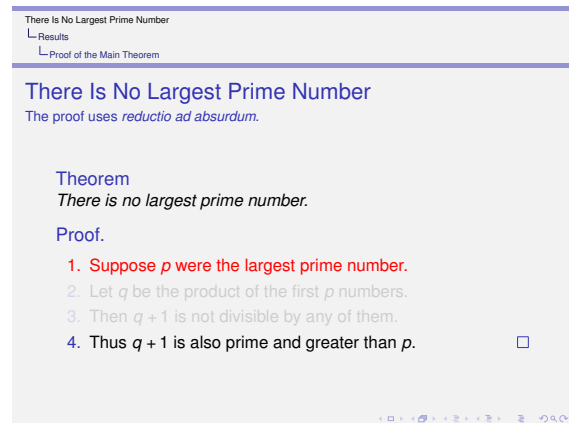 There Is No Largest Prime Number
Results
Proof of the Main Theorem
There Is No Largest Prime Number
The proof uses reductio ad absurdum.
Theorem
There is no largest prime number.
Proof.
1. Suppose p were the largest prime number.
2. Let q be the product of the first p numbers.
3. Then q + 1 is not divisible by any of them.
4. Thus q + 1 is also prime and greater than p. □